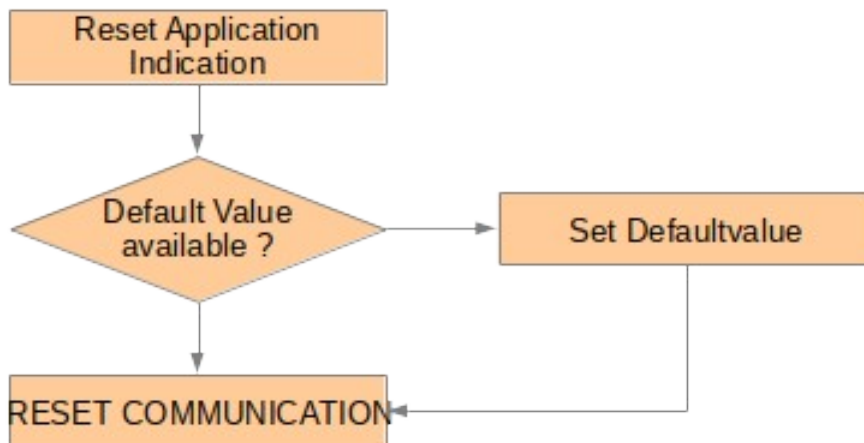 Reset Application
Indication
Default Value
available ?
Set Defaultvalue
RESET COMMUNICATION